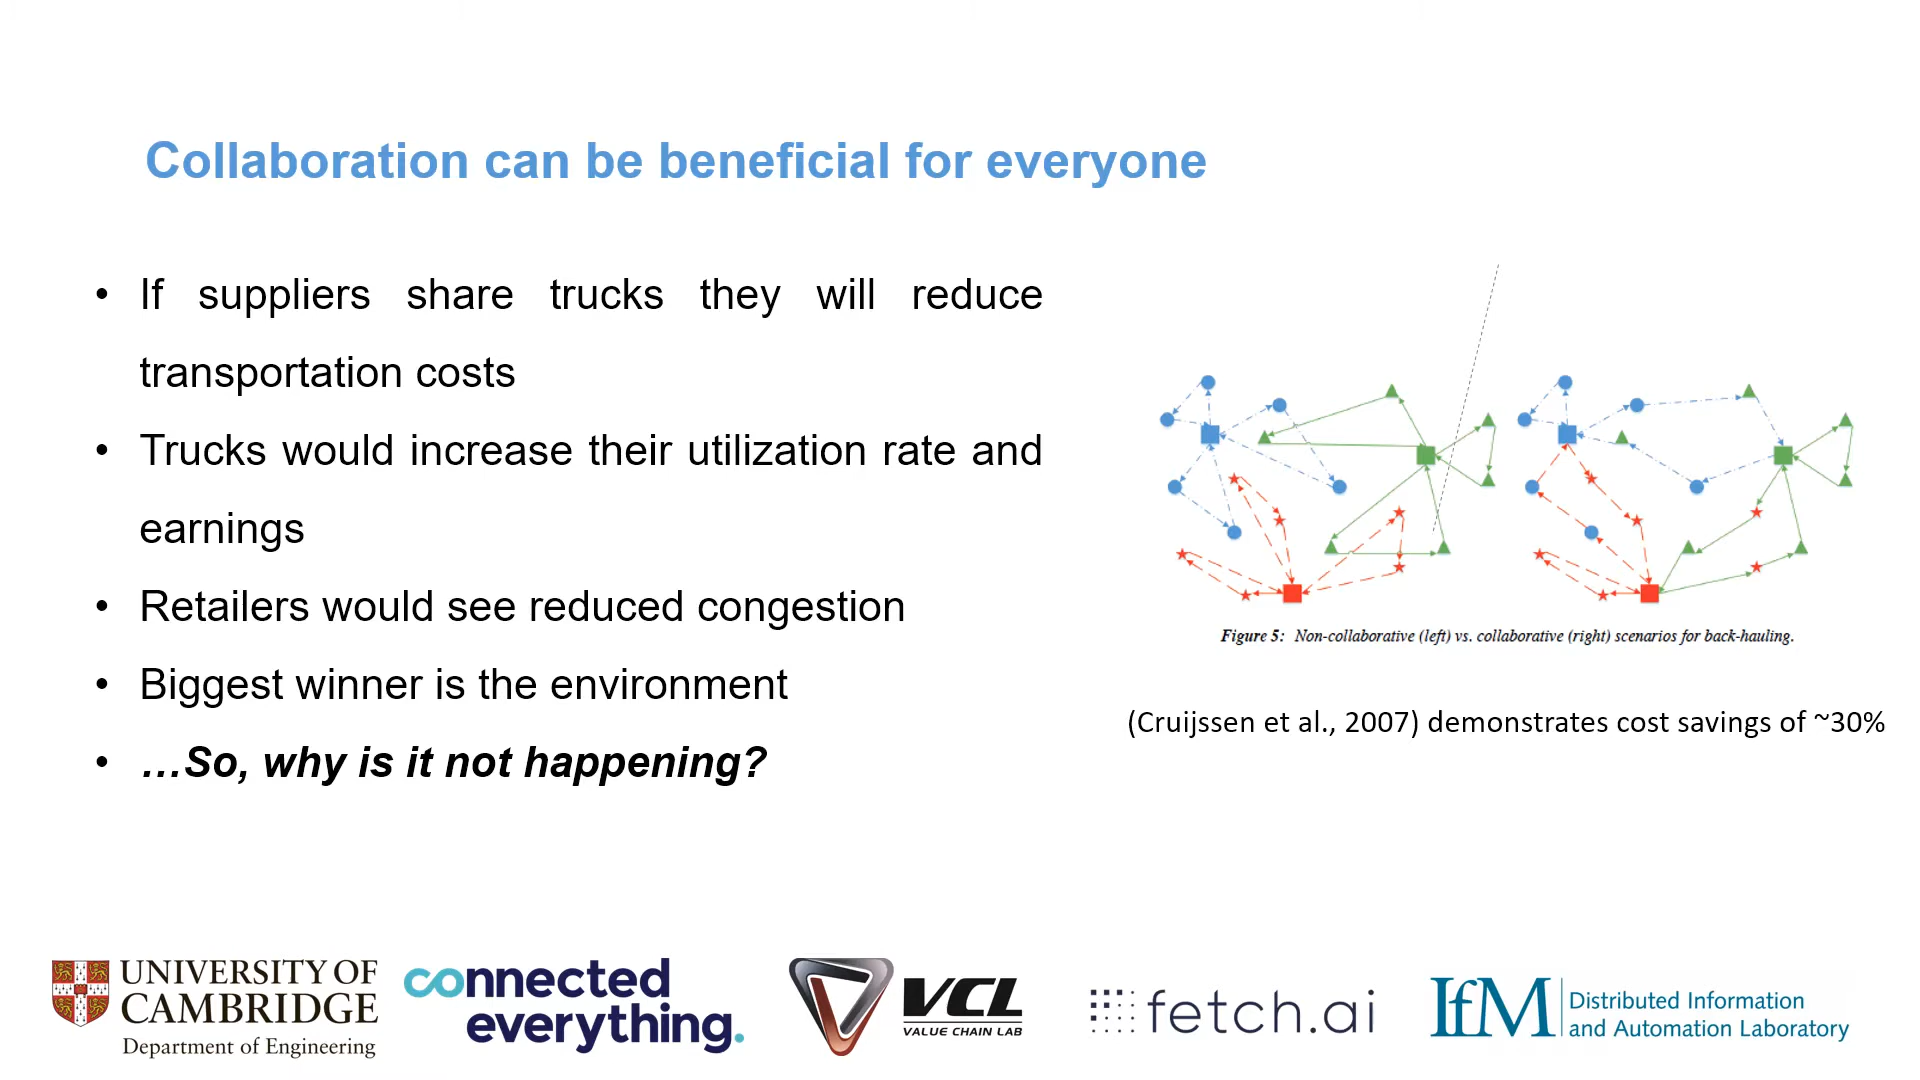 Collaboration can be beneficial for everyone
• If suppliers share trucks they will reduce
transportation costs
• Trucks would increase their utilization rate and
earnings
• Retailers would see reduced congestion
• Biggest winner is the environment
• …So, why is it not happening?
Figure 5: Non-collaborative (left) vs. collaborative (right) scenarios for back-hauling.
(Cruijssen et al., 2007) demonstrates cost savings of ~30%
UNIVERSITY OF
CAMBRIDGE
Department of Engineering
connected
everything.
VCL
VALUE CHAIN LAB
fetch.ai
IfM
Distributed Information
and Automation Laboratory